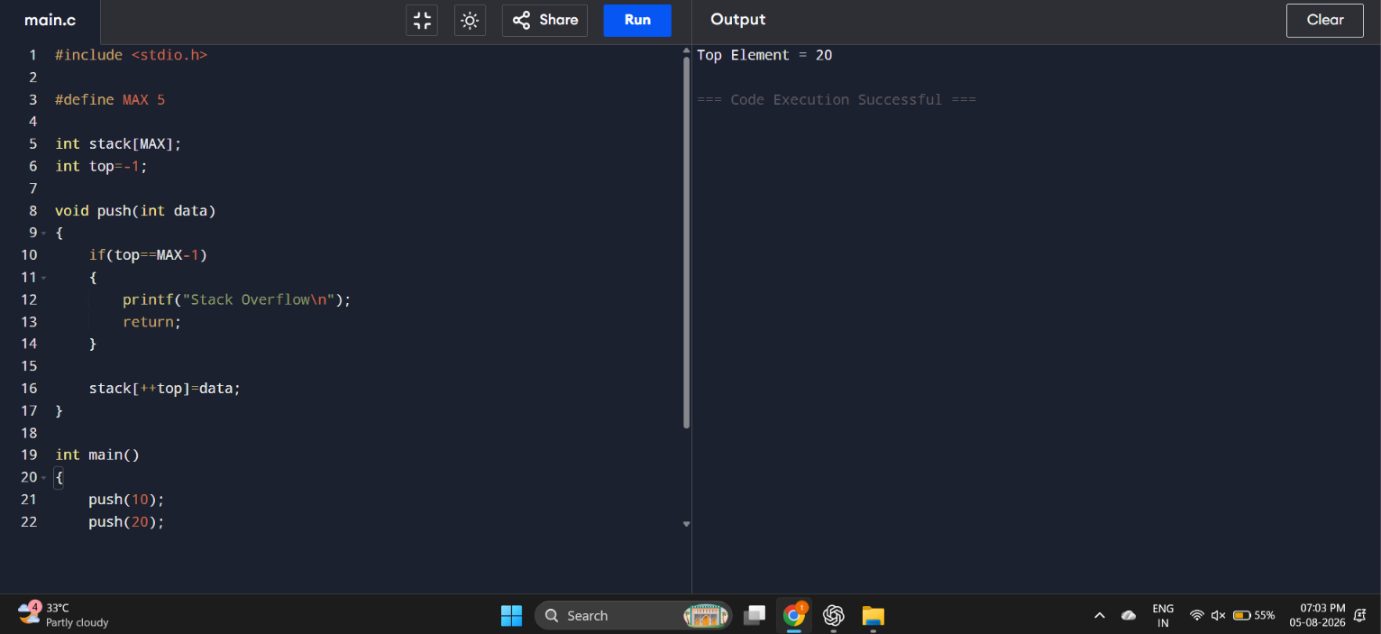 main.c
Share
Run
Output
Clear
1 #include <stdio.h>
2
3 #define MAX 5
4
5 int stack[MAX];
6 int top=-1;
7
8 void push(int data)
9 {
10     if(top==MAX-1)
11     {
12         printf("Stack Overflow\n");
13         return;
14     }
15
16     stack[++top]=data;
17 }
18
19 int main()
20 {
21     push(10);
22     push(20);
Top Element = 20
=== Code Execution Successful ===
4
33°C
Partly cloudy
Search
1
ENG
IN
55%
07:03 PM
05-08-2026